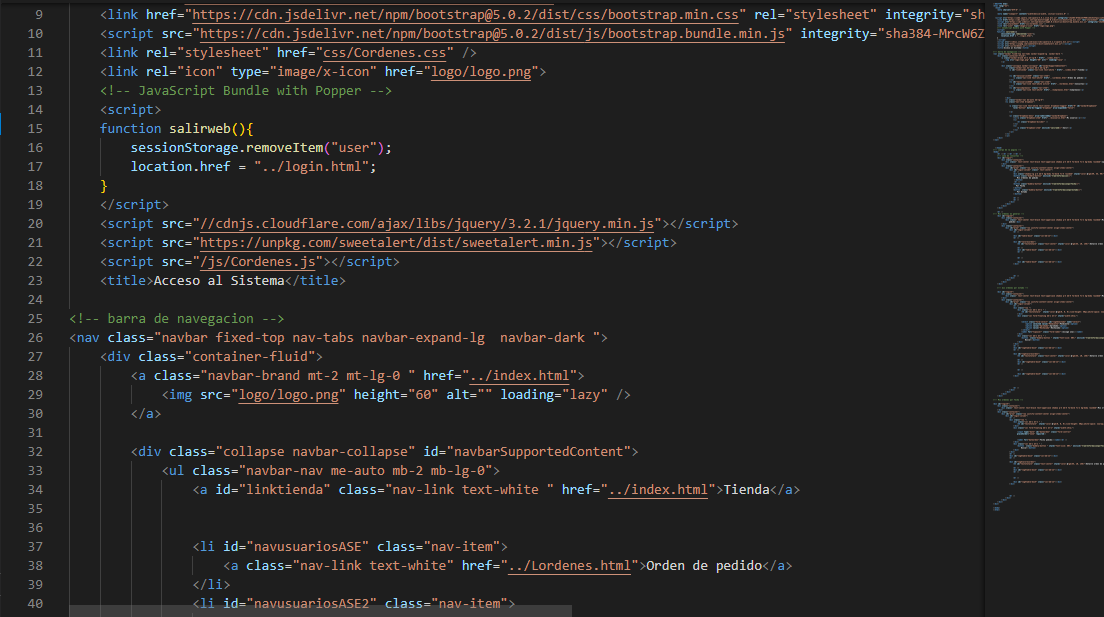 9 <link href="https://cdn.jsdelivr.net/npm/bootstrap@5.0.2/dist/css/bootstrap.min.css" rel="stylesheet" integrity="sh
10 <script src="https://cdn.jsdelivr.net/npm/bootstrap@5.0.2/dist/js/bootstrap.bundle.min.js" integrity="sha384-MrcW6Z
11 <link rel="stylesheet" href="css/Cordenes.css" />
12 <link rel="icon" type="image/x-icon" href="logo/logo.png">
13 <!-- JavaScript Bundle with Popper -->
14 <script>
15 function salirweb(){
16 sessionStorage.removeItem("user");
17 location.href = "../login.html";
18 }
19 </script>
20 <script src="//cdnjs.cloudflare.com/ajax/libs/jquery/3.2.1/jquery.min.js"></script>
21 <script src="https://unpkg.com/sweetalert/dist/sweetalert.min.js"></script>
22 <script src="/js/Cordenes.js"></script>
23 <title>Acceso al Sistema</title>
24
25 <!-- barra de navegacion -->
26 <nav class="navbar fixed-top nav-tabs navbar-expand-lg  navbar-dark ">
27 <div class="container-fluid">
28 <a class="navbar-brand mt-2 mt-lg-0 " href="../index.html">
29 <img src="logo/logo.png" height="60" alt="" loading="lazy" />
30 </a>
31
32 <div class="collapse navbar-collapse" id="navbarSupportedContent">
33 <ul class="navbar-nav me-auto mb-2 mb-lg-0">
34 <a id="linktienda" class="nav-link text-white " href="../index.html">Tienda</a>
35
36
37 <li id="navusuariosASE" class="nav-item">
38 <a class="nav-link text-white" href="../Lordenes.html">Orden de pedido</a>
39 </li>
40 <li id="navusuariosASE2" class="nav-item">